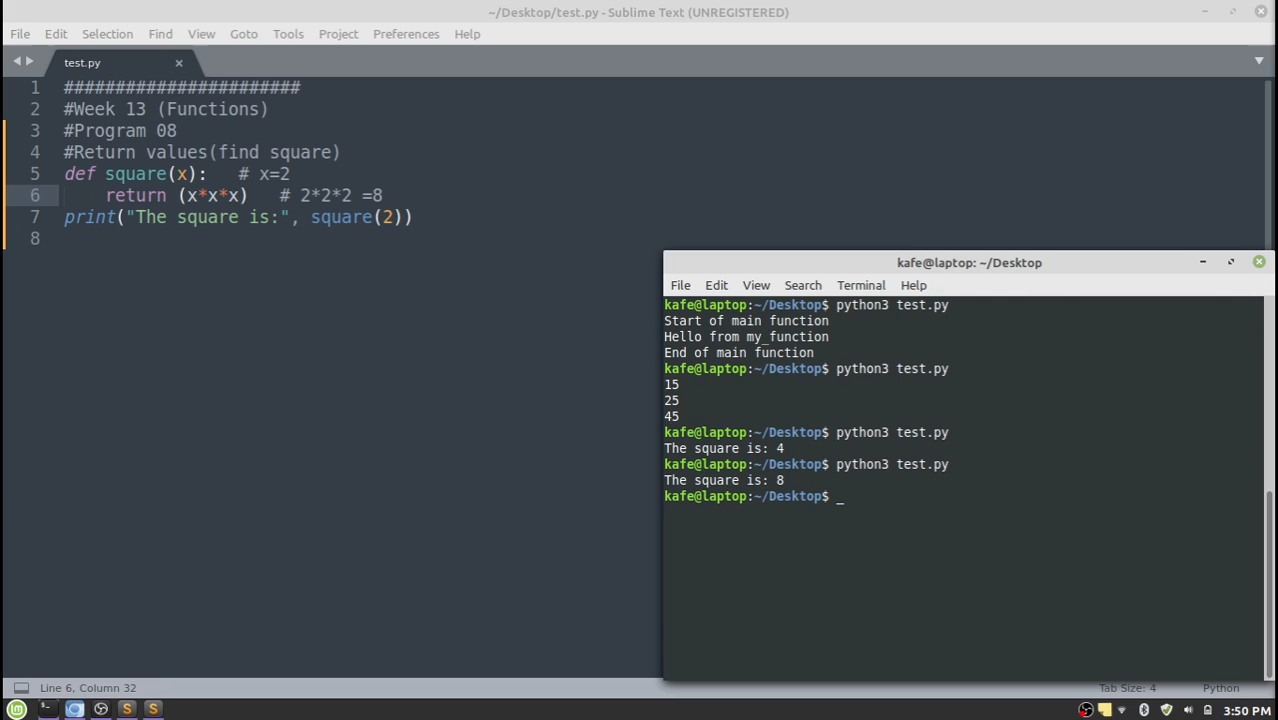 ~/Desktop/test.py - Sublime Text (UNREGISTERED)
File Edit Selection Find View Goto Tools Project Preferences Help
test.py
1 #######################
2 #Week 13 (Functions)
3 #Program 08
4 #Return values(find square)
5 def square(x):   # x=2
6     return (x*x*x)   # 2*2*2 =8
7 print("The square is:", square(2))
8
kafe@laptop: ~/Desktop
File Edit View Search Terminal Help
kafe@laptop:~/Desktop$ python3 test.py
Start of main function
Hello from my_function
End of main function
kafe@laptop:~/Desktop$ python3 test.py
15
25
45
kafe@laptop:~/Desktop$ python3 test.py
The square is: 4
kafe@laptop:~/Desktop$ python3 test.py
The square is: 8
kafe@laptop:~/Desktop$ _
Line 6, Column 32 Tab Size: 4 Python
3:50 PM